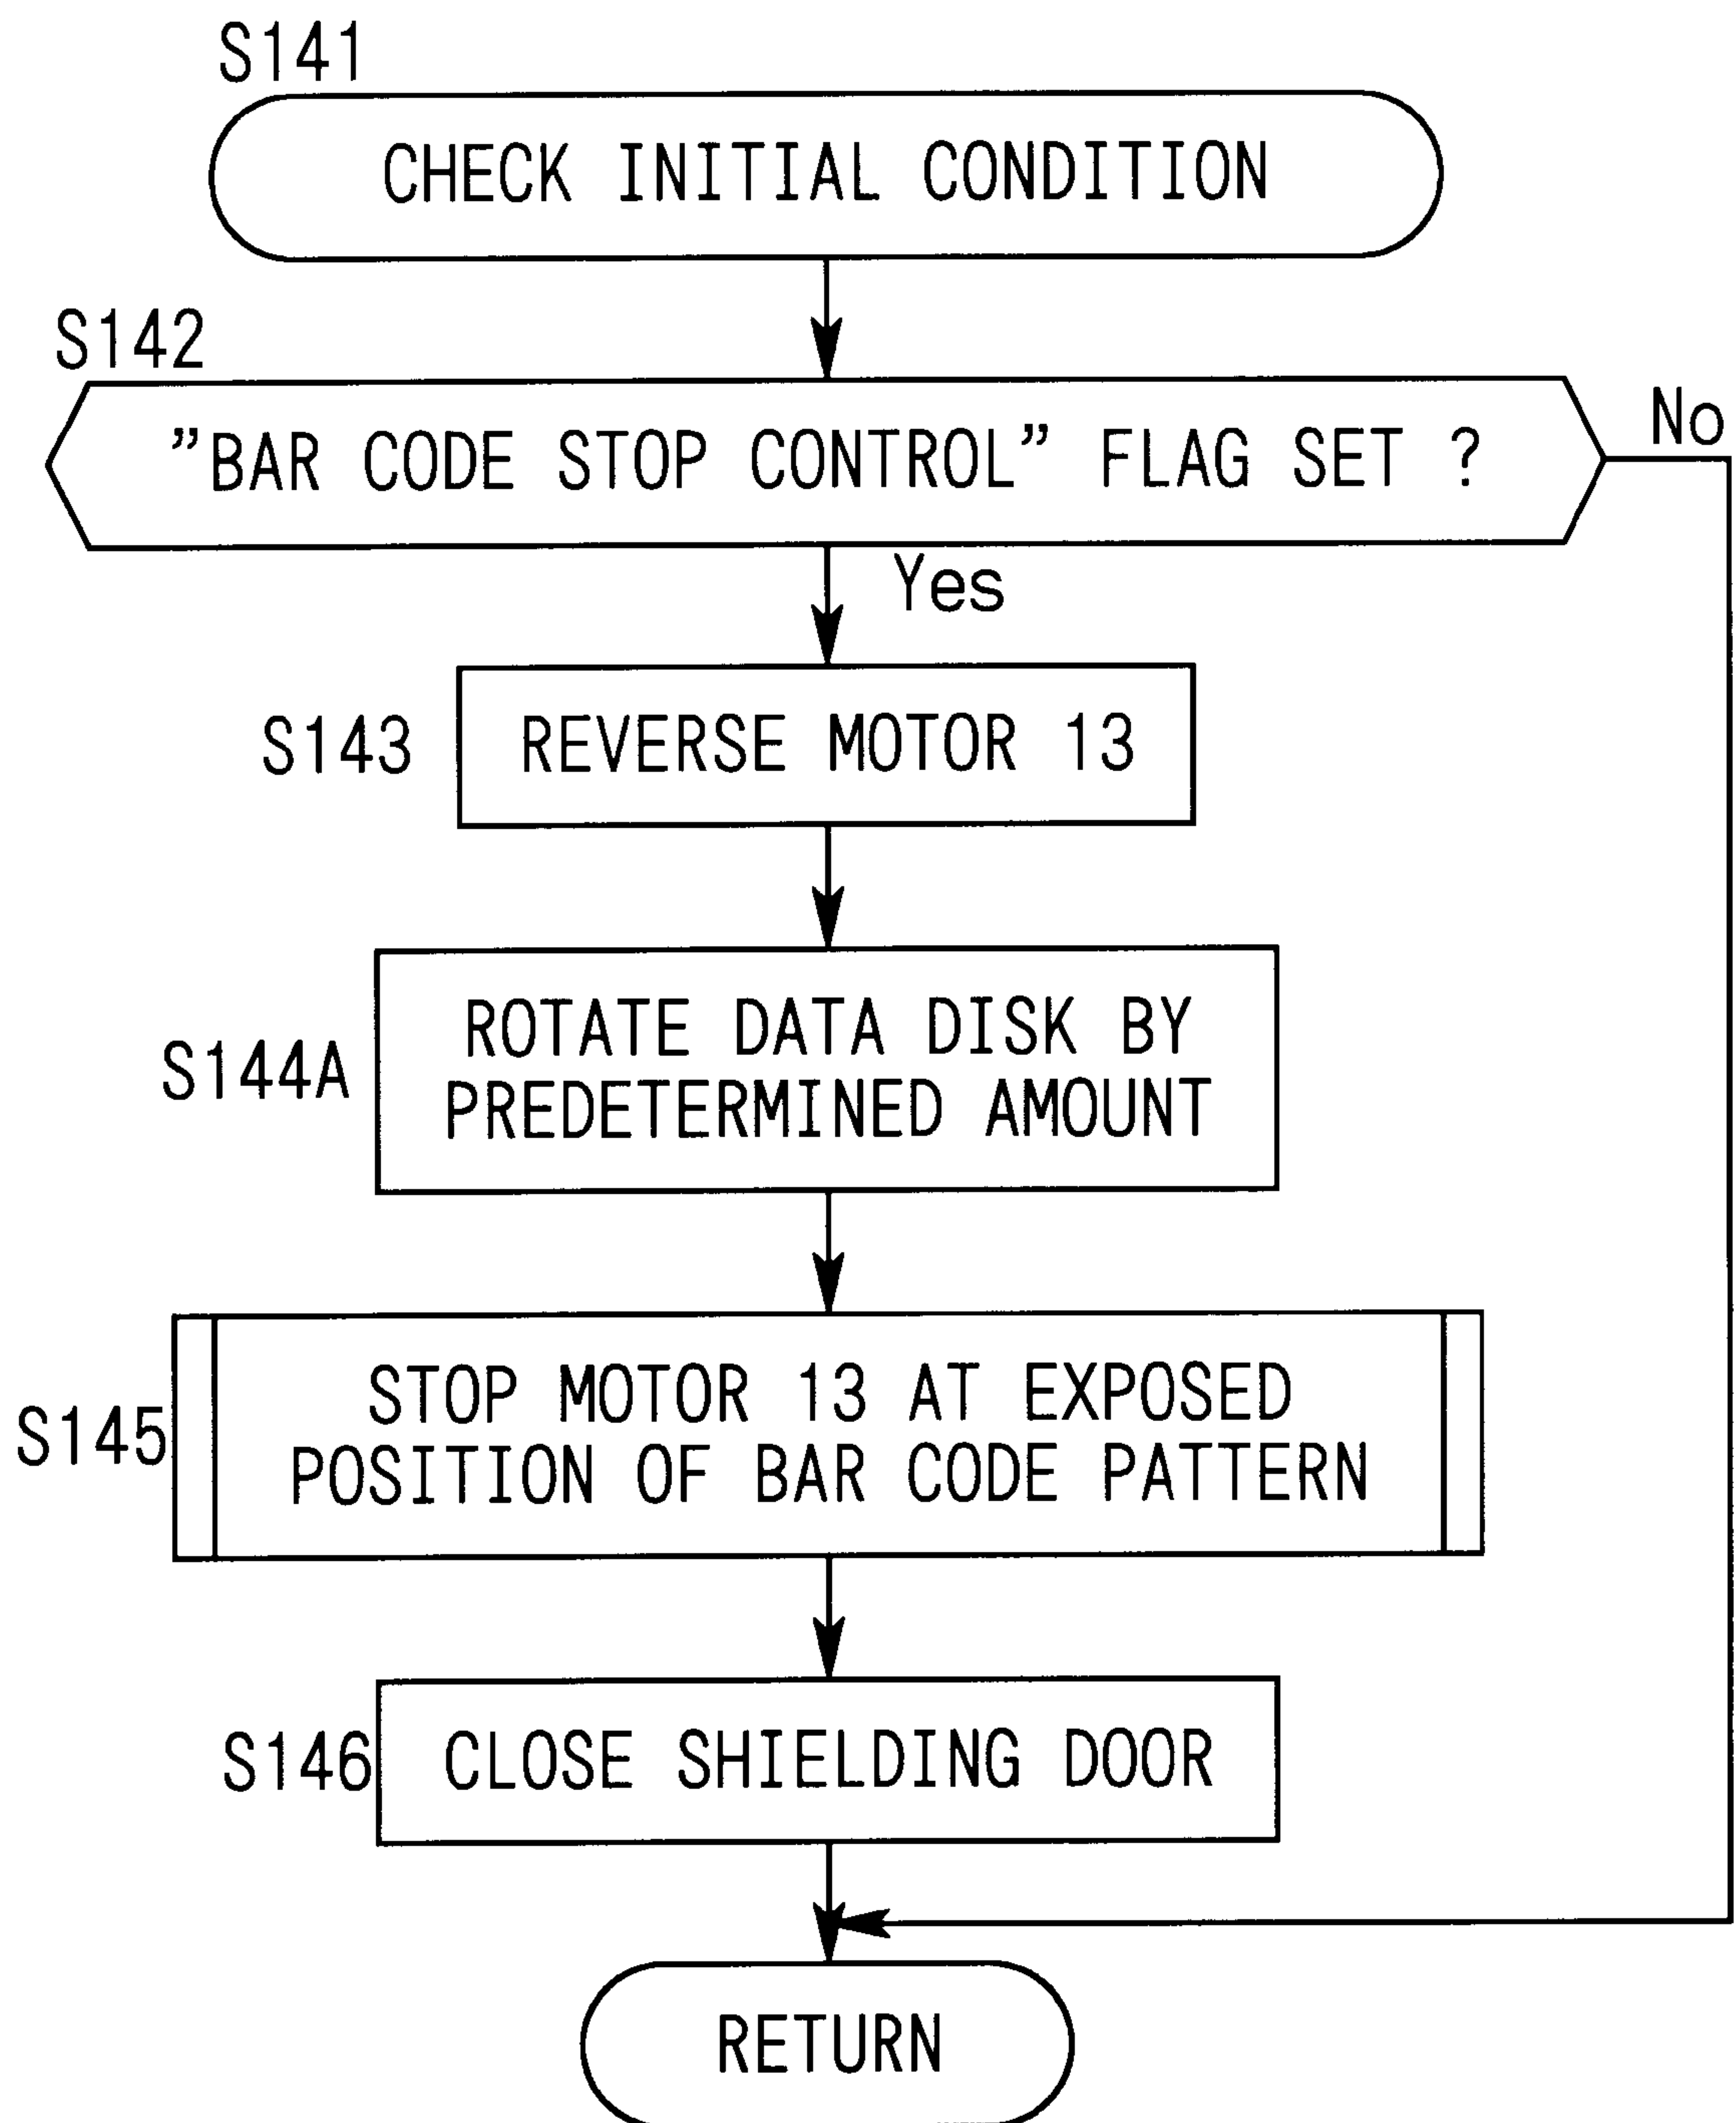 S141
CHECK INITIAL CONDITION
S142
”BAR CODE STOP CONTROL” FLAG SET ?
No
Yes
S143
REVERSE MOTOR 13
S144A
ROTATE DATA DISK BY
PREDETERMINED AMOUNT
S145
STOP MOTOR 13 AT EXPOSED
POSITION OF BAR CODE PATTERN
S146
CLOSE SHIELDING DOOR
RETURN